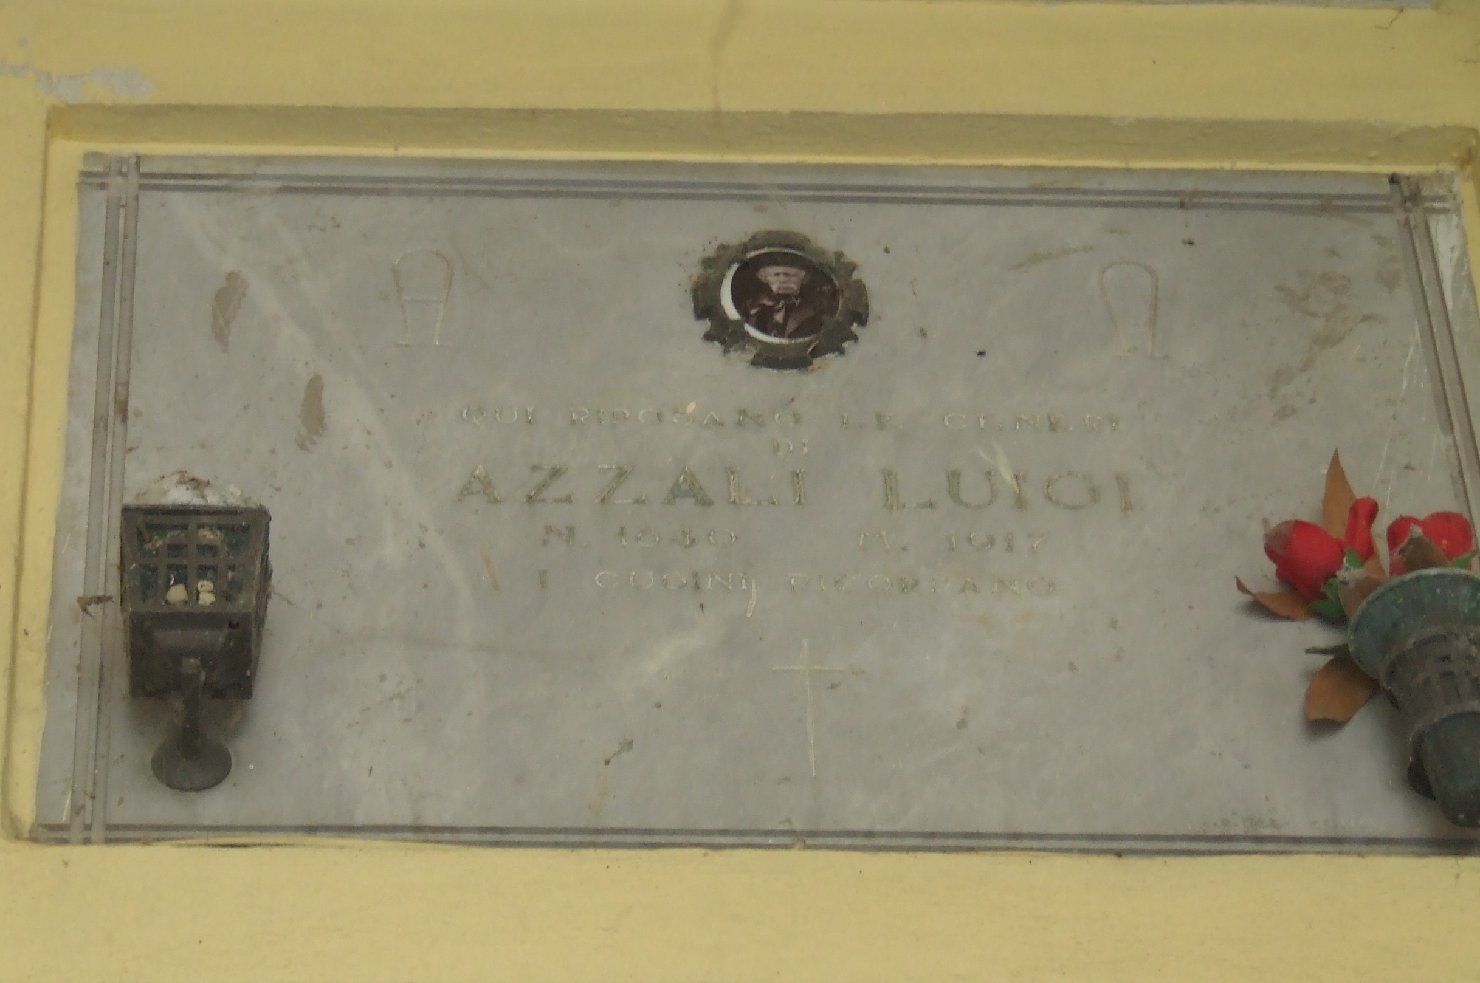 A Ω
QUI RIPOSANO LE CENERI
DI
AZZALI LUIGI
N. 1840 M. 1917
I CUGINI RICORDANO